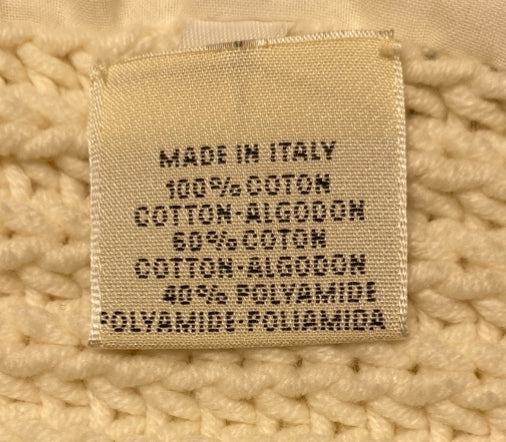 MADE IN ITALY
100% COTON
COTTON-ALGODON
60% COTON
COTTON-ALGODON
40% POLYAMIDE
POLYAMIDE-POLIAMIDA